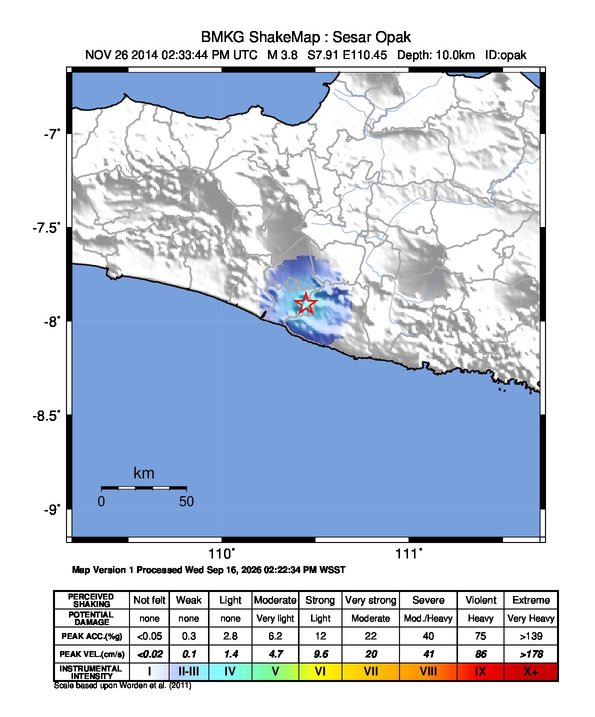 BMKG ShakeMap : Sesar Opak
NOV 26 2014 02:33:44 PM UTC M 3.8 S7.91 E110.45 Depth: 10.0km ID:opak
-7˚
-7.5˚
-8˚
-8.5˚
-9˚
km
0 50
110˚ 111˚
Map Version 1 Processed Wed Sep 16, 2026 02:22:34 PM WSST
PERCEIVED SHAKING Not felt Weak Light Moderate Strong Very strong Severe Violent Extreme
POTENTIAL DAMAGE none none none Very light Light Moderate Mod./Heavy Heavy Very Heavy
PEAK ACC.(%g) <0.05 0.3 2.8 6.2 12 22 40 75 >139
PEAK VEL.(cm/s) <0.02 0.1 1.4 4.7 9.6 20 41 86 >178
INSTRUMENTAL INTENSITY I II-III IV V VI VII VIII IX X+
Scale based upon Worden et al. (2011)